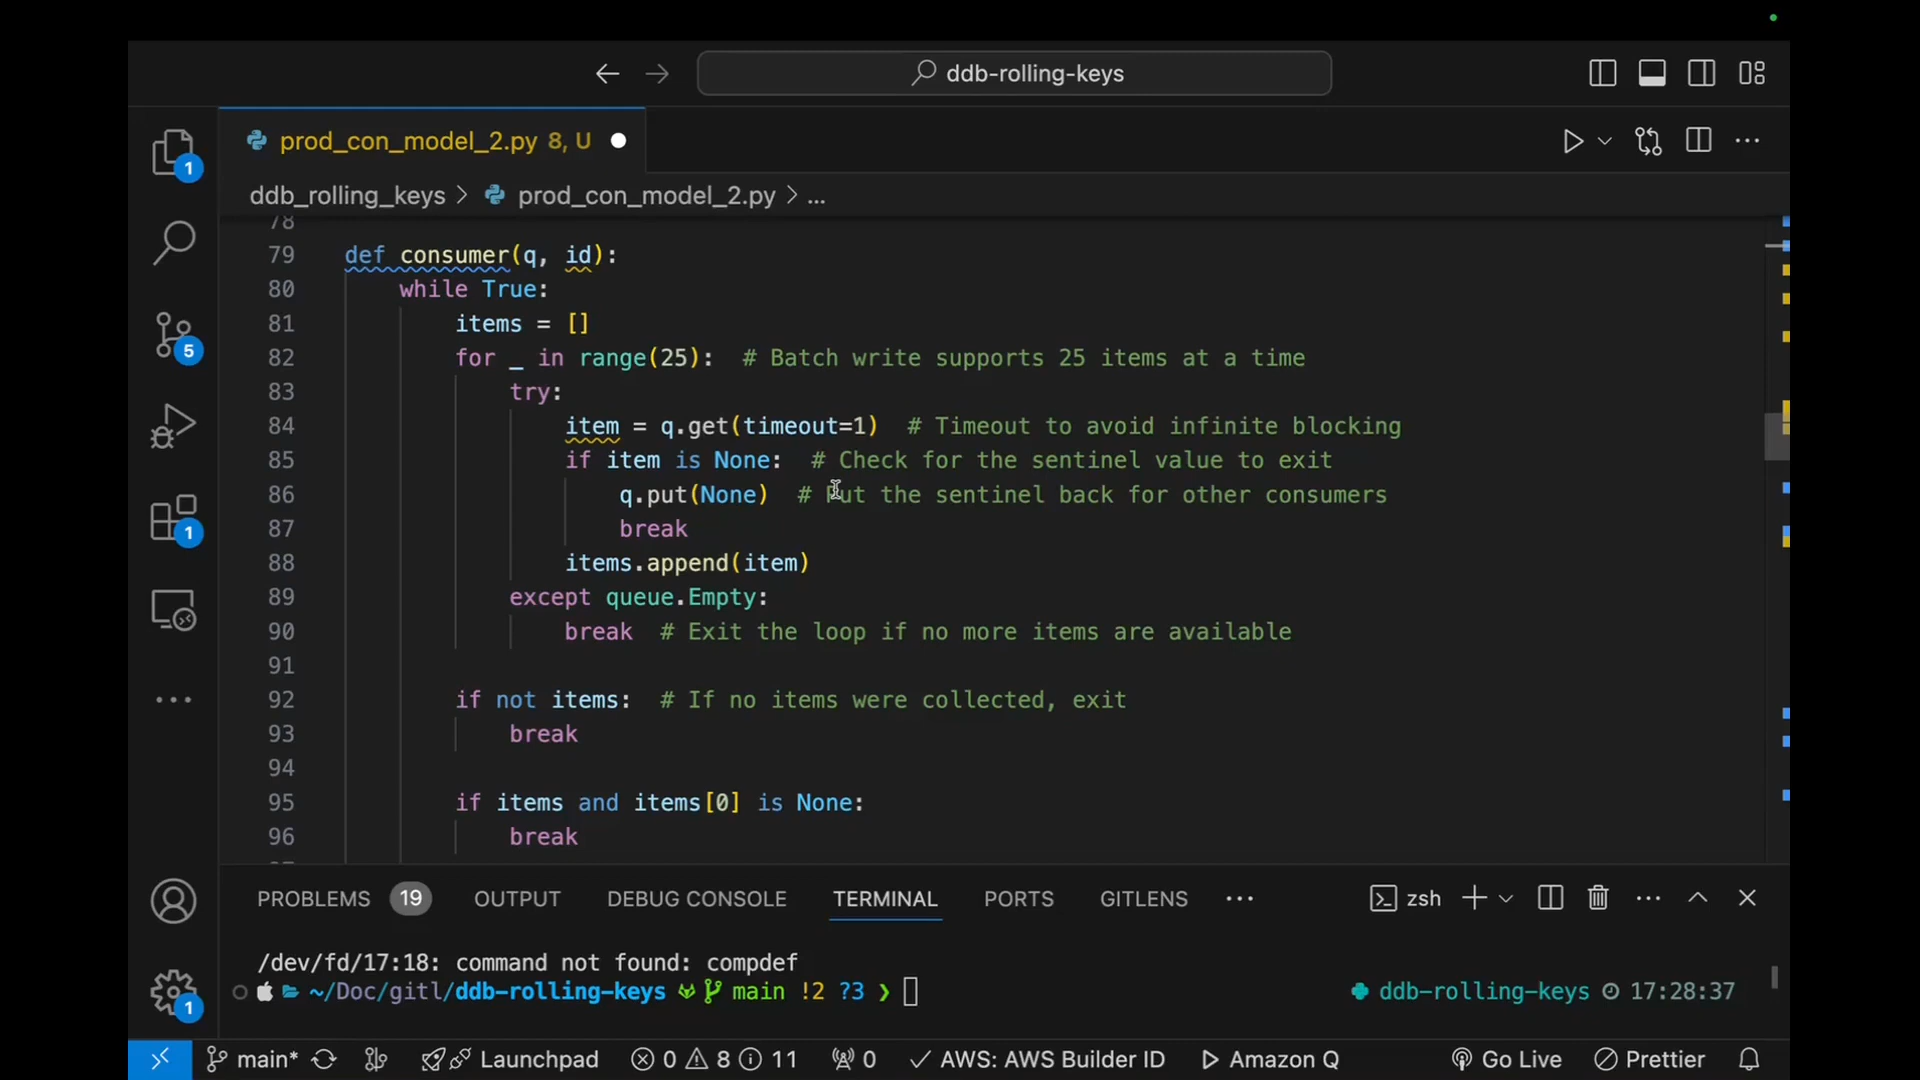 ddb-rolling-keys
prod_con_model_2.py 8, U
ddb_rolling_keys > prod_con_model_2.py > ...
78
79 def consumer(q, id):
80 while True:
81 items = []
82 for _ in range(25): # Batch write supports 25 items at a time
83 try:
84 item = q.get(timeout=1) # Timeout to avoid infinite blocking
85 if item is None: # Check for the sentinel value to exit
86 q.put(None) # Put the sentinel back for other consumers
87 break
88 items.append(item)
89 except queue.Empty:
90 break # Exit the loop if no more items are available
91
92 if not items: # If no items were collected, exit
93 break
94
95 if items and items[0] is None:
96 break
1
5
1
1
PROBLEMS 19 OUTPUT DEBUG CONSOLE TERMINAL PORTS GITLENS ... zsh
/dev/fd/17:18: command not found: compdef
~/Doc/gitl/ddb-rolling-keys main !2 ?3 ❯ ddb-rolling-keys 17:28:37
main* Launchpad 0 8 11 0 AWS: AWS Builder ID Amazon Q Go Live Prettier